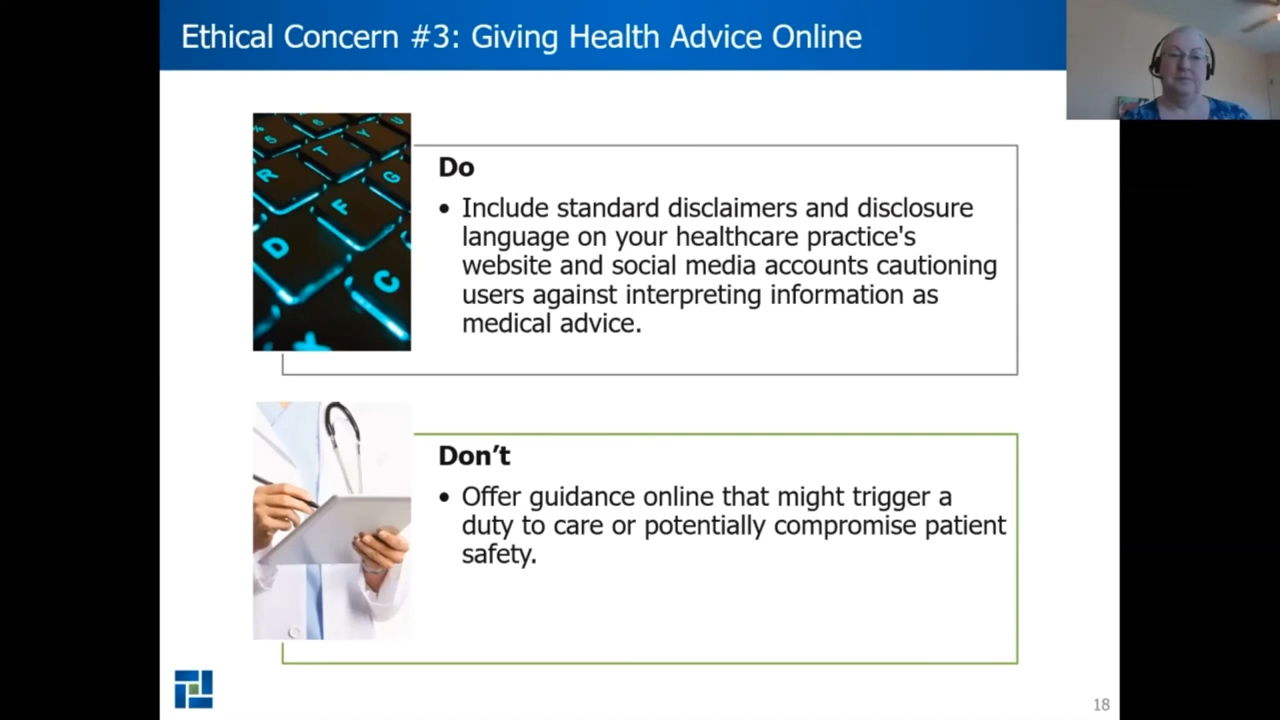 Ethical Concern #3: Giving Health Advice Online
Do
• Include standard disclaimers and disclosure
language on your healthcare practice's
website and social media accounts cautioning
users against interpreting information as
medical advice.
5
6
Y
U
T
R
G
F
D
C
Don't
• Offer guidance online that might trigger a
duty to care or potentially compromise patient
safety.
18